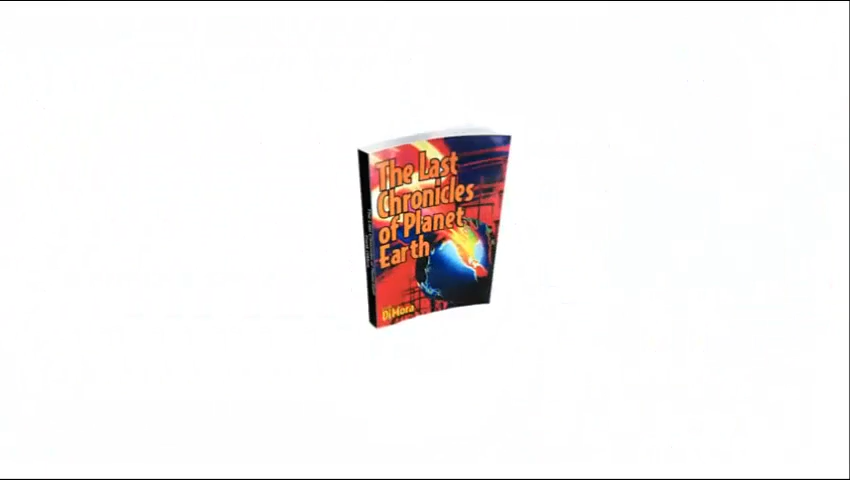 The Last
Chronicles
of Planet
Earth
DiMora